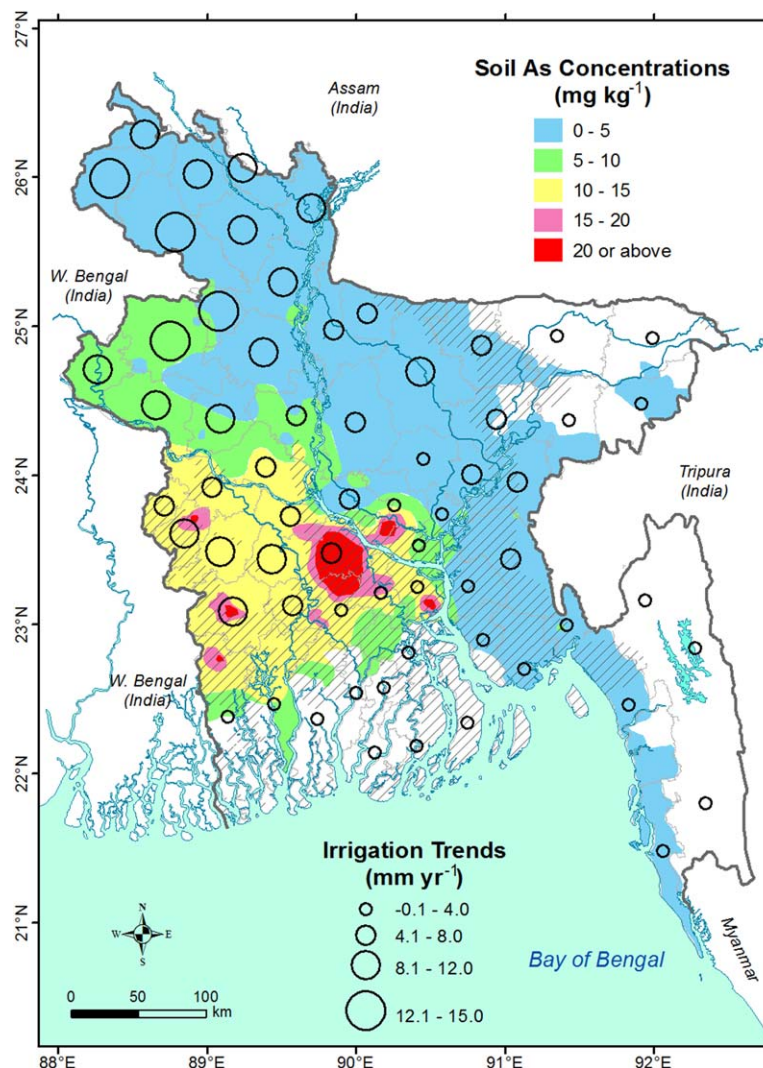 27°N
26°N
25°N
24°N
23°N
22°N
21°N
Assam
(India)
Soil As Concentrations
(mg kg-1)
0 - 5
5 - 10
10 - 15
15 - 20
20 or above
W. Bengal
(India)
Tripura
(India)
W. Bengal
(India)
Irrigation Trends
(mm yr-1)
-0.1 - 4.0
4.1 - 8.0
8.1 - 12.0
12.1 - 15.0
N
W E
S
0 50 100
km
Bay of Bengal
Myanmar
88°E 89°E 90°E 91°E 92°E